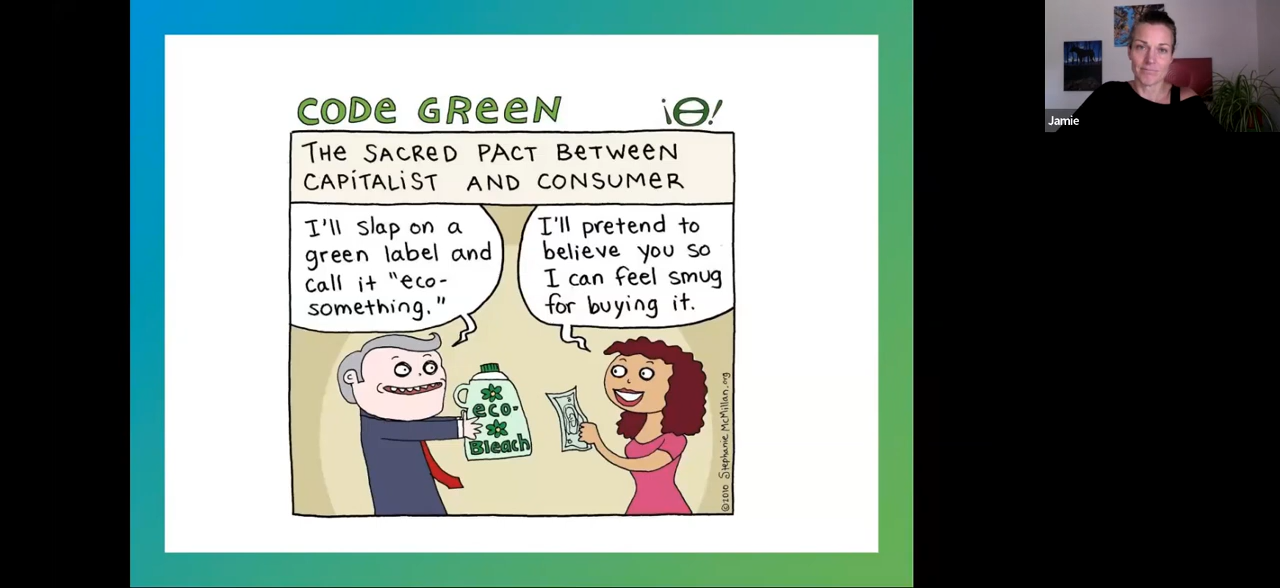 CODE GREEN
THE SACRED PACT BETWEEN
CAPITALIST AND CONSUMER
I'll slap on a
green label and
call it "eco-
something."
I'll pretend to
believe you so
I can feel smug
for buying it.
eco-
Bleach
©2010 Stephanie McMillan.org
Jamie